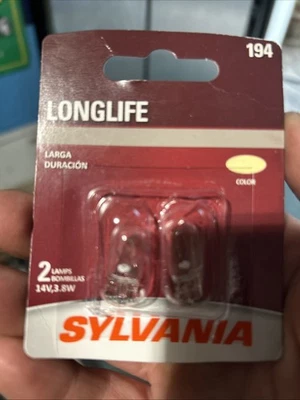 194
LONGLIFE
LARGA
DURACIÓN
COLOR
2 LAMPS
BOMBILLAS
14V,3.8W
SYLVANIA